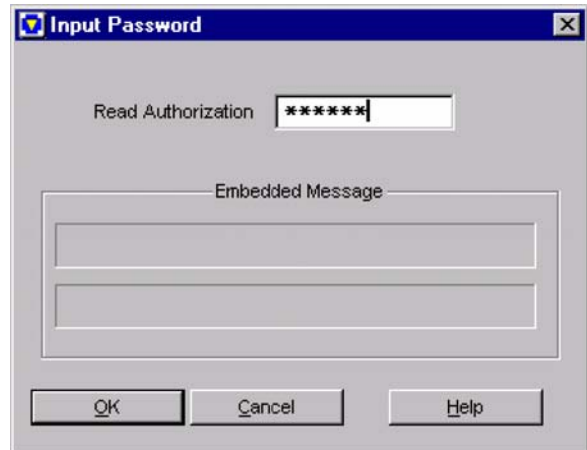 Input Password
Read Authorization ******
Embedded Message
OK Cancel Help